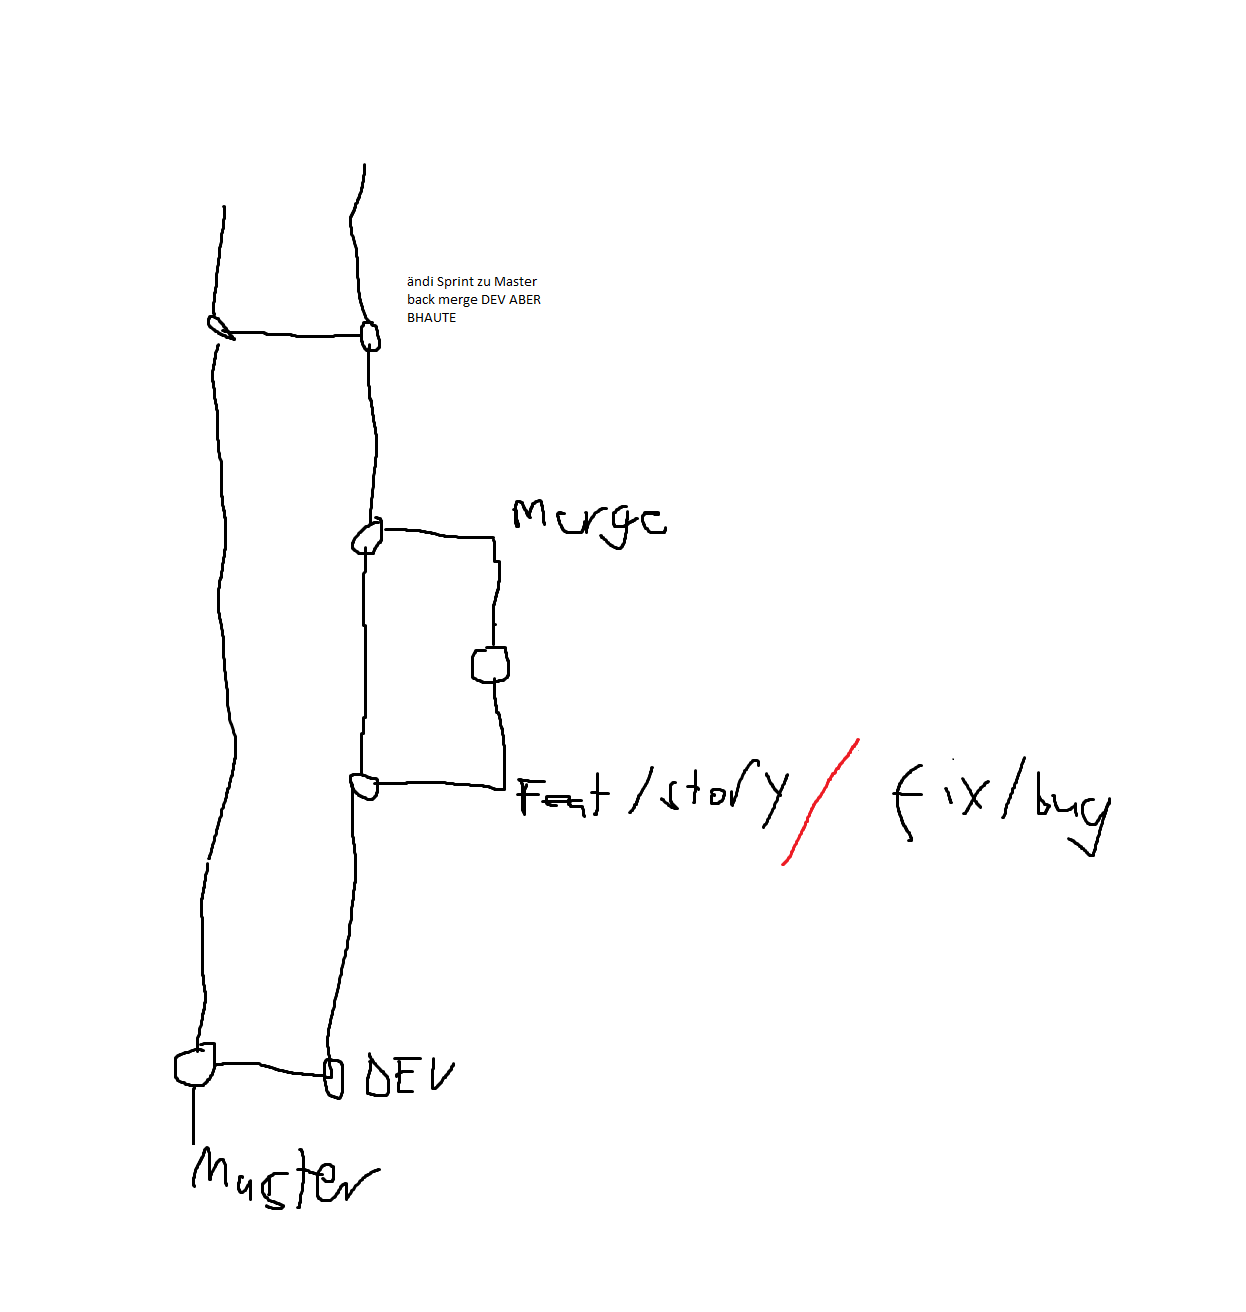 ändi Sprint zu Master
back merge DEV ABER
BHAUTE
Merge
Feat/story / fix/bug
DEV
Master